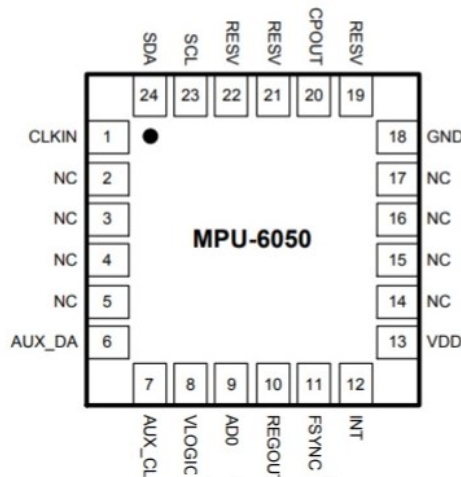 SDA SCL RESV RESV CPOUT RESV
24 23 22 21 20 19
CLKIN 1 18 GND
NC 2 17 NC
NC 3 16 NC
MPU-6050
NC 4 15 NC
NC 5 14 NC
AUX_DA 6 13 VDD
7 8 9 10 11 12
AUX_CL VLOGIC AD0 REGOUT FSYNC INT